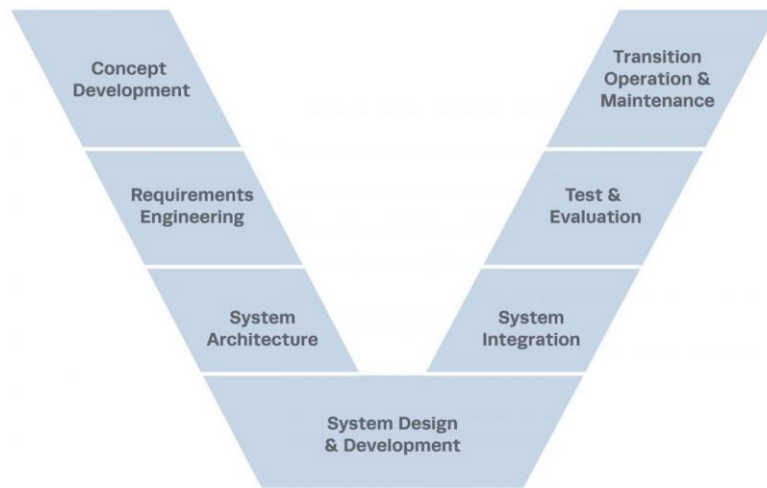 Concept
Development
Requirements
Engineering
System
Architecture
System Design
& Development
System
Integration
Test &
Evaluation
Transition
Operation &
Maintenance